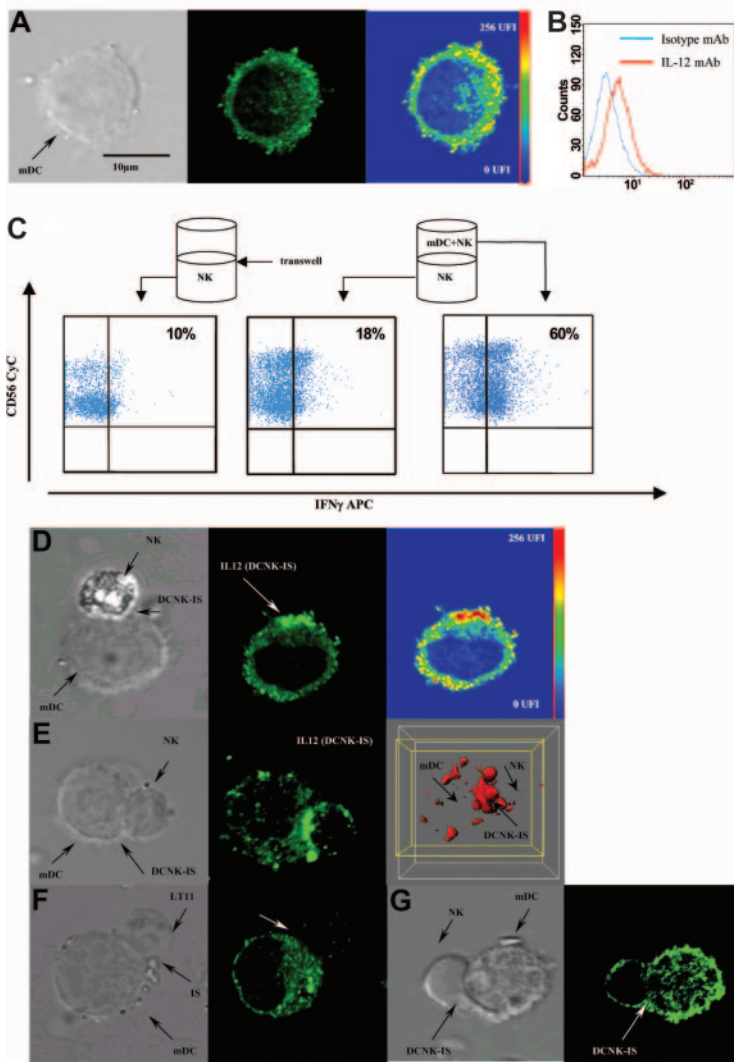 A
256 UFI
mDC
10µm
0 UFI
B
150
120
90
60
30
0
Counts
Isotype mAb
IL-12 mAb
10¹
10²
C
NK
transwell
mDC+NK
NK
10%
18%
60%
CD56 CyC
IFNγ APC
D
NK
DCNK-IS
mDC
IL12 (DCNK-IS)
256 UFI
0 UFI
E
NK
mDC
DCNK-IS
IL12 (DCNK-IS)
mDC
NK
DCNK-IS
F
LT11
IS
mDC
G
NK
mDC
DCNK-IS
DCNK-IS